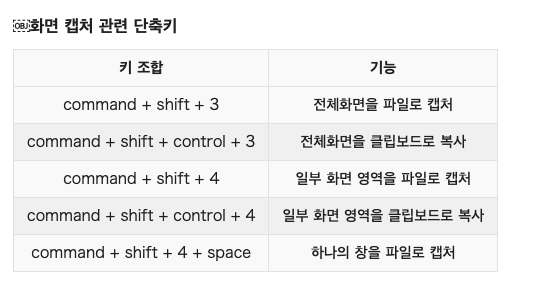 ￼화면 캡처 관련 단축키
키 조합 기능
command + shift + 3 전체화면을 파일로 캡처
command + shift + control + 3 전체화면을 클립보드로 복사
command + shift + 4 일부 화면 영역을 파일로 캡처
command + shift + control + 4 일부 화면 영역을 클립보드로 복사
command + shift + 4 + space 하나의 창을 파일로 캡처